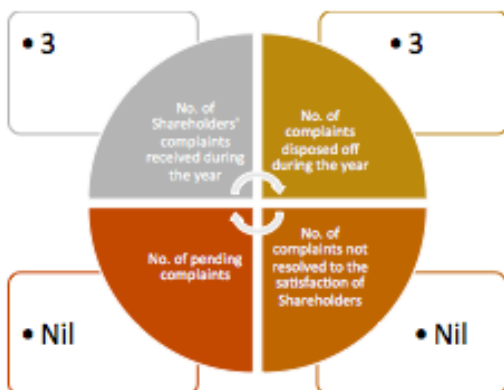 • 3
• 3
No. of
Shareholders'
complaints
received during
the year
No. of
complaints
disposed off
during the year
No. of pending
complaints
No. of
complaints not
resolved to the
satisfaction of
Shareholders
• Nil
• Nil